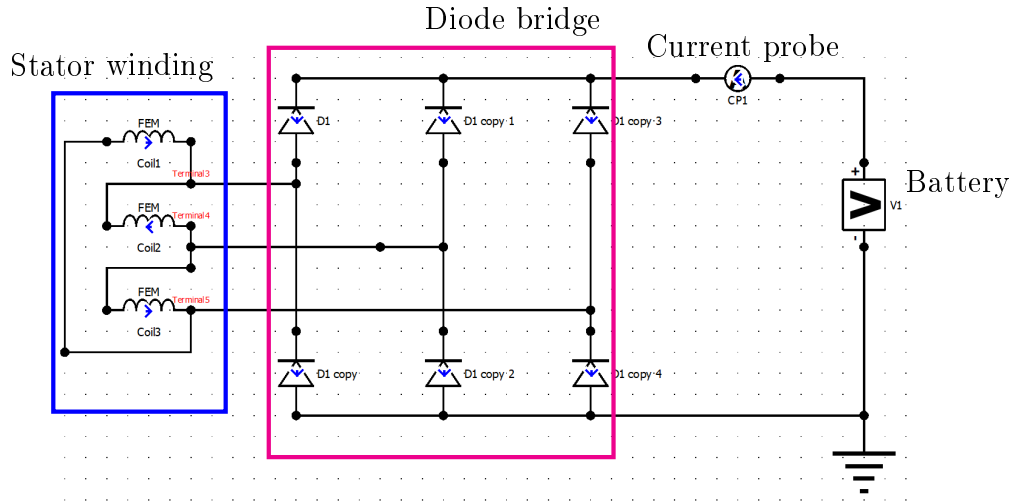 Diode bridge
Stator winding
Current probe
CP1
FEM
Coil1
Terminal3
D1
D1 copy 1
D1 copy 3
FEM
Coil2
Terminal4
+
V
V1
-
Battery
FEM
Coil3
Terminal5
D1 copy
D1 copy 2
D1 copy 4